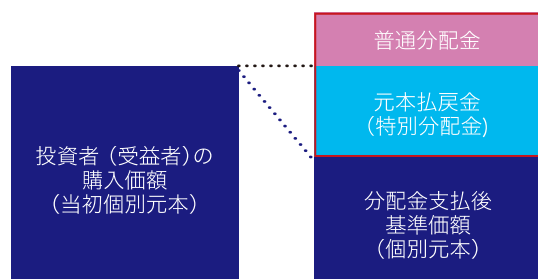 投資者（受益者）の
購入価額
（当初個別元本）
普通分配金
元本払戻金
（特別分配金)
分配金支払後
基準価額
（個別元本）